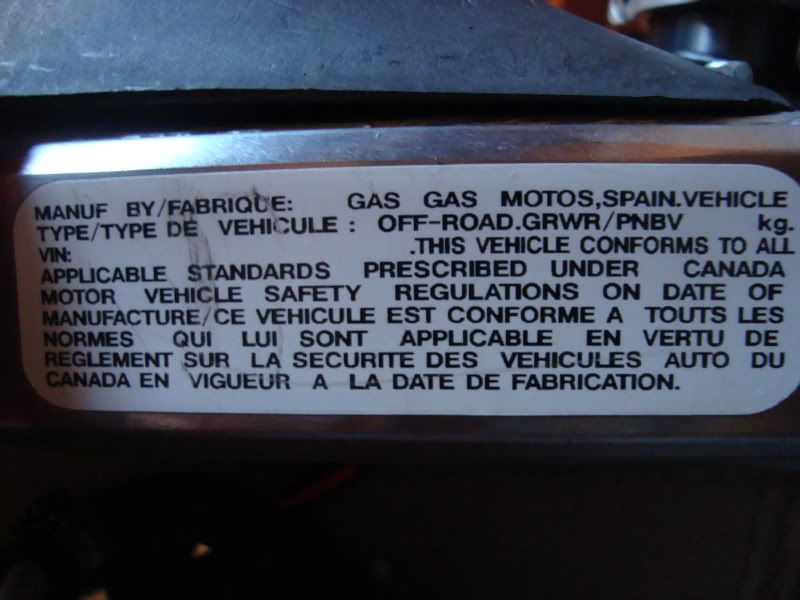 MANUF BY/FABRIQUE: GAS GAS MOTOS,SPAIN.VEHICLE
TYPE/TYPE DE VEHICULE : OFF-ROAD.GRWR/PNBV kg.
VIN: .THIS VEHICLE CONFORMS TO ALL
APPLICABLE STANDARDS PRESCRIBED UNDER CANADA
MOTOR VEHICLE SAFETY REGULATIONS ON DATE OF
MANUFACTURE/CE VEHICULE EST CONFORME A TOUTS LES
NORMES QUI LUI SONT APPLICABLE EN VERTU DE
REGLEMENT SUR LA SECURITE DES VEHICULES AUTO DU
CANADA EN VIGUEUR A LA DATE DE FABRICATION.